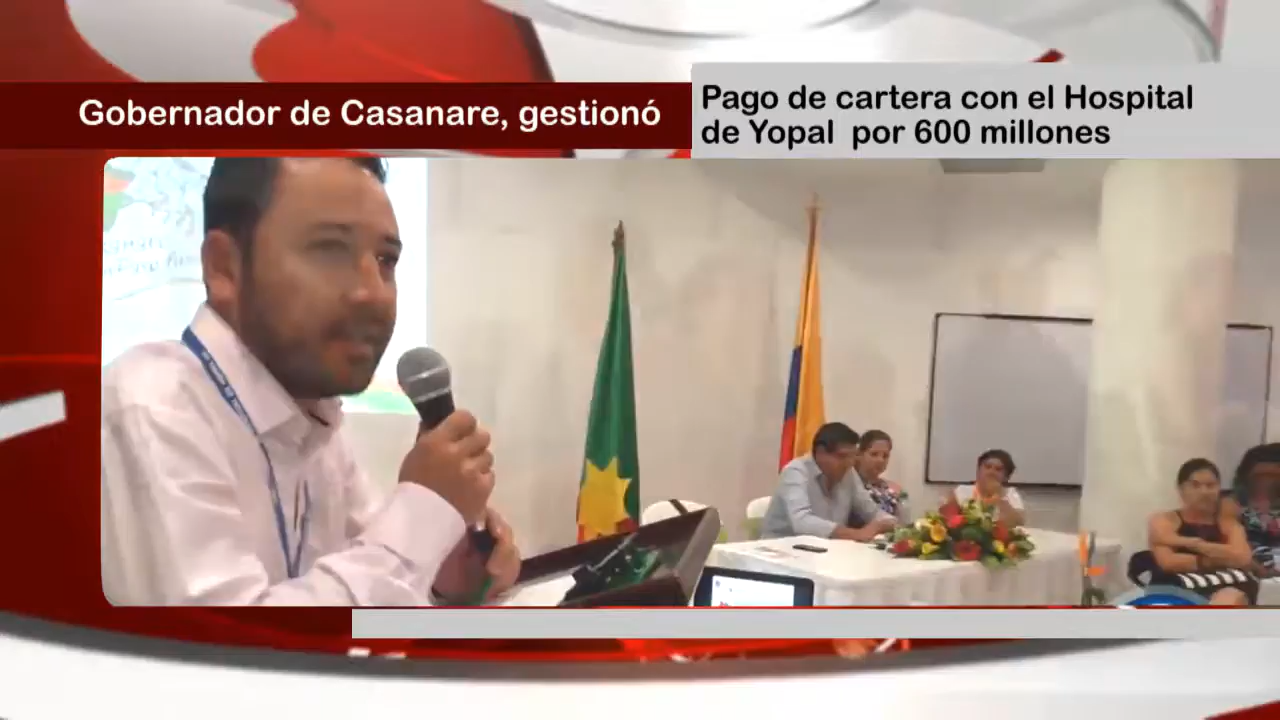 Gobernador de Casanare, gestionó
Pago de cartera con el Hospital
de Yopal por 600 millones